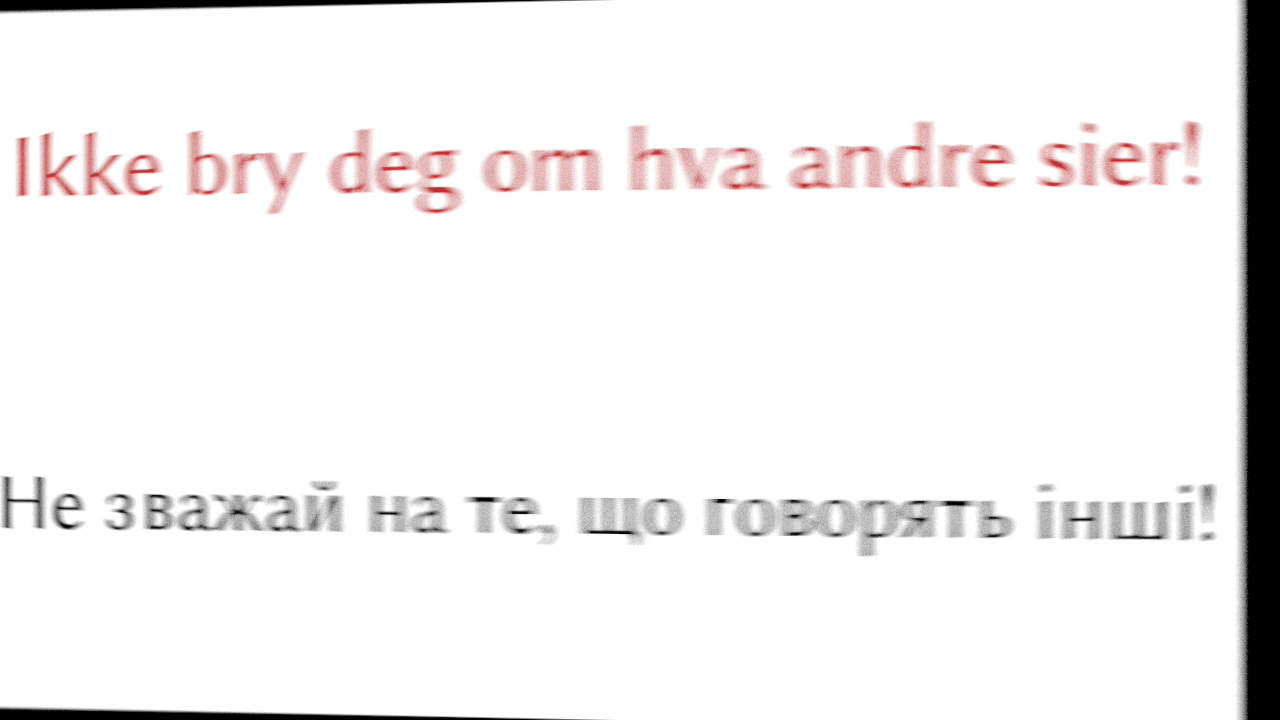 Ikke bry deg om hva andre sier!
Не зважай на те, що говорять інші!